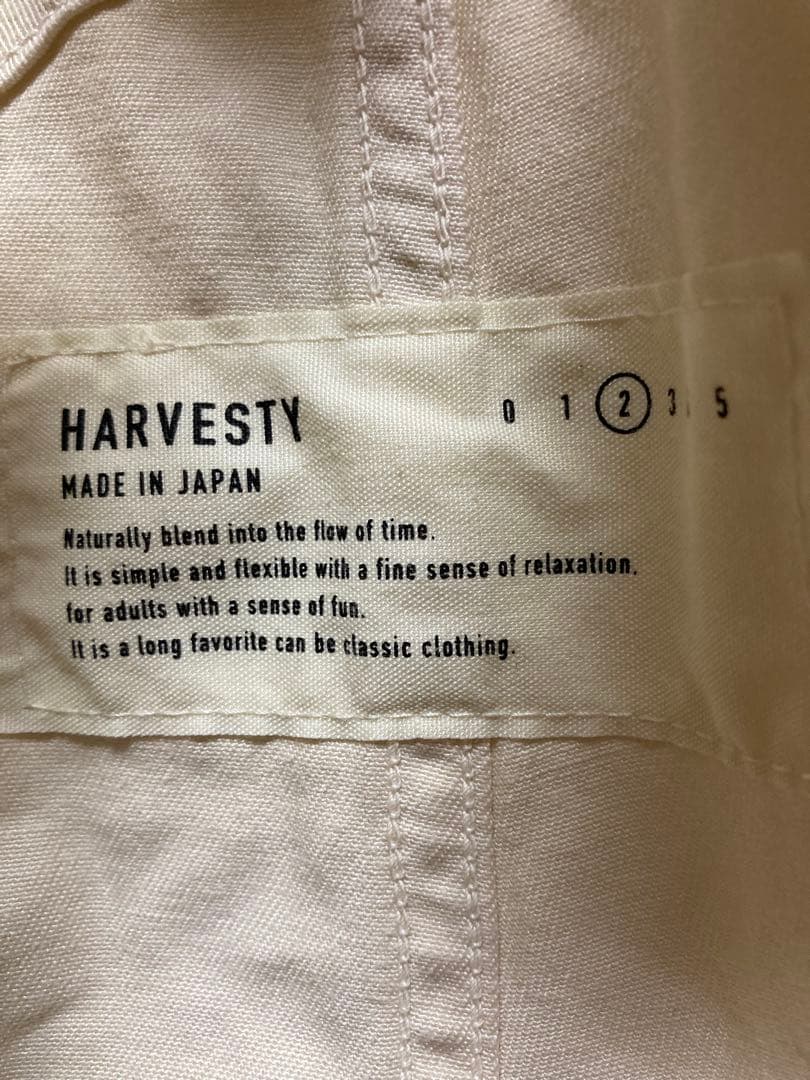 HARVESTY 0 1 2 3 5
MADE IN JAPAN
Naturally blend into the flow of time.
It is simple and flexible with a fine sense of relaxation.
for adults with a sense of fun.
It is a long favorite can be classic clothing.